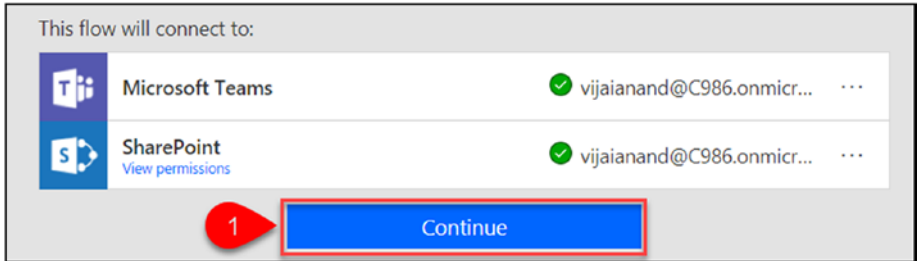 This flow will connect to:
Microsoft Teams
vijaianand@C986.onmicr... ...
SharePoint
View permissions
vijaianand@C986.onmicr... ...
1
Continue